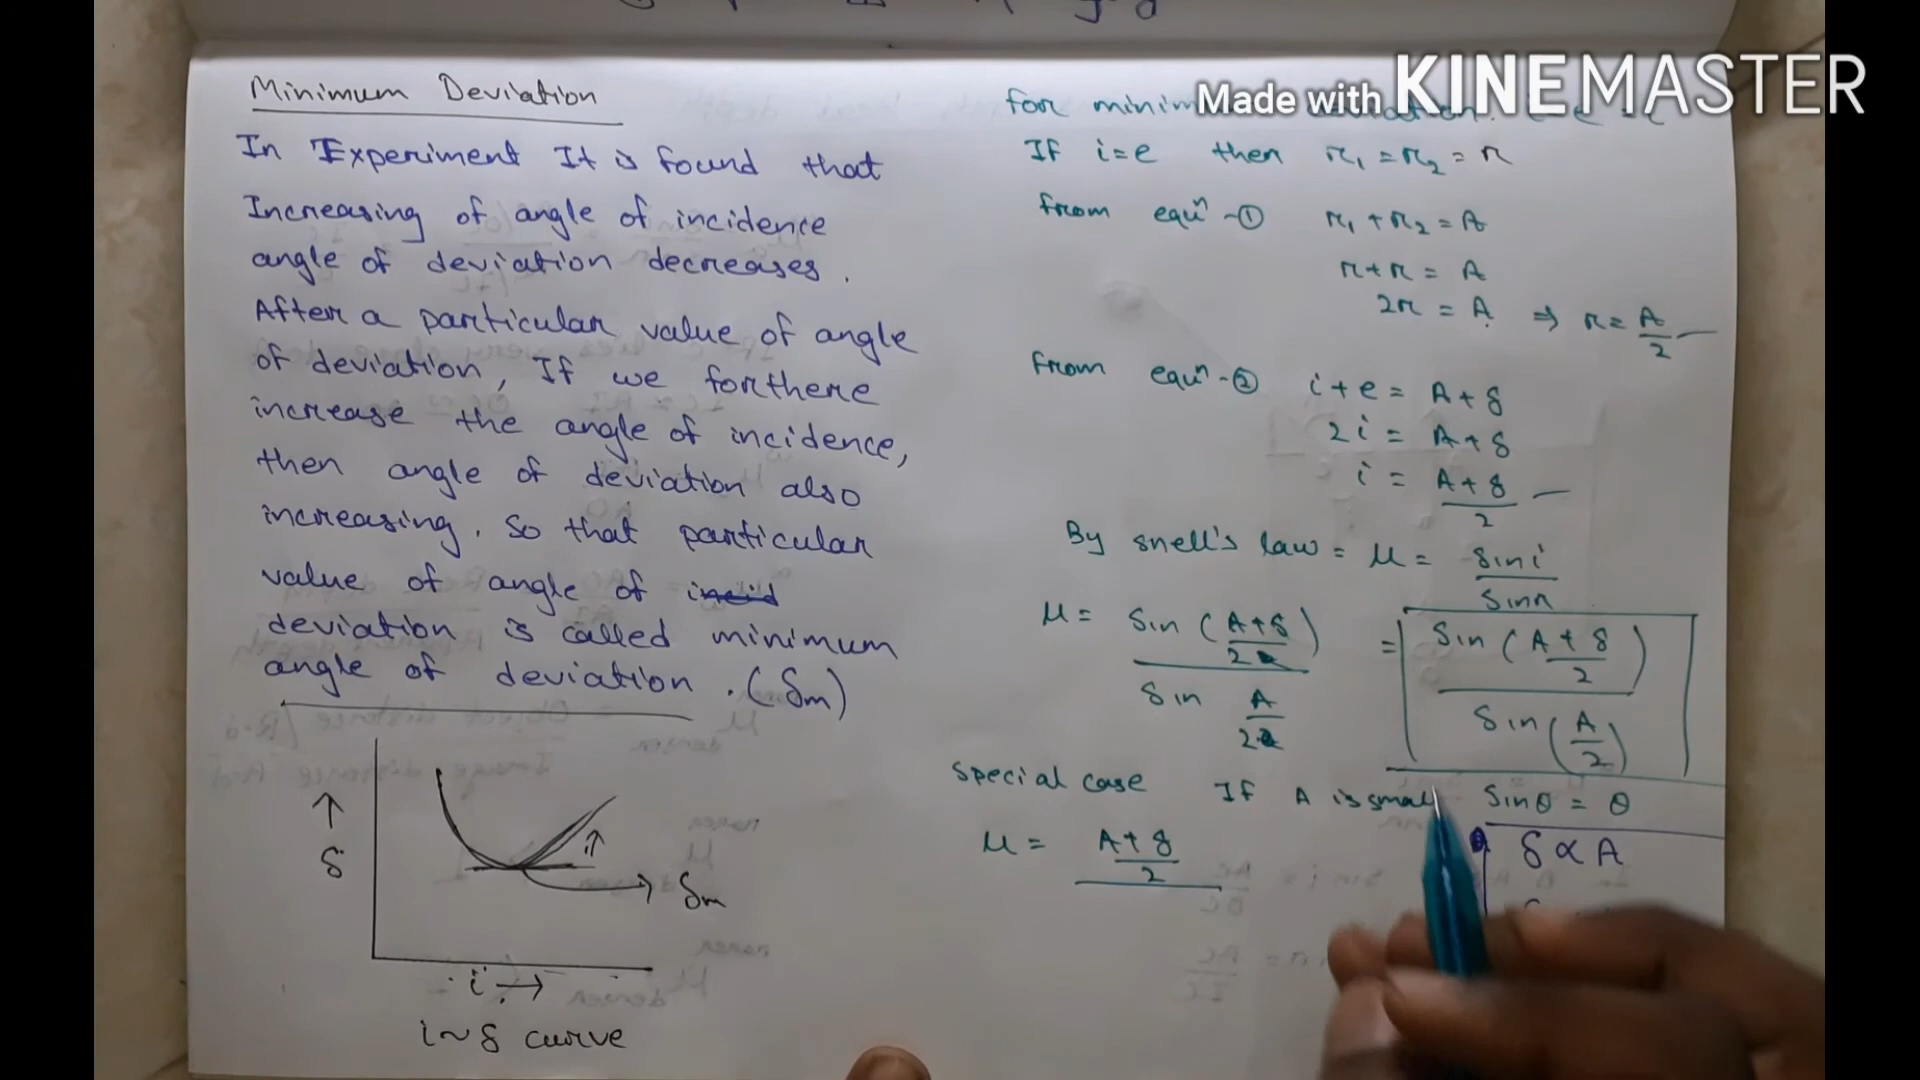 Minimum Deviation
In Experiment It is found that
Increasing of angle of incidence
angle of deviation decreases.
After a particular value of angle
of deviation, If we forthere
increase the angle of incidence,
then angle of deviation also
increasing. So that particular
value of angle of
deviation is called minimum
angle of deviation. (δm)
↑
δ
δm
i →
i ~ δ curve
Made with KINEMASTER
for minim
If i=e then r₁ = r₂ = r
from equⁿ-① r₁ + r₂ = A
r+r = A
2r = A ⇒ r = A/2
from equⁿ-② i+e = A+δ
2i = A+δ
i = A+δ/2
By snell's law = μ = sini/sinr
μ = sin(A+δ/2)/sin A/2 = sin(A+δ/2)/sin(A/2)
Special case If A is small sinθ = θ
μ = A+δ/2
δ ∝ A